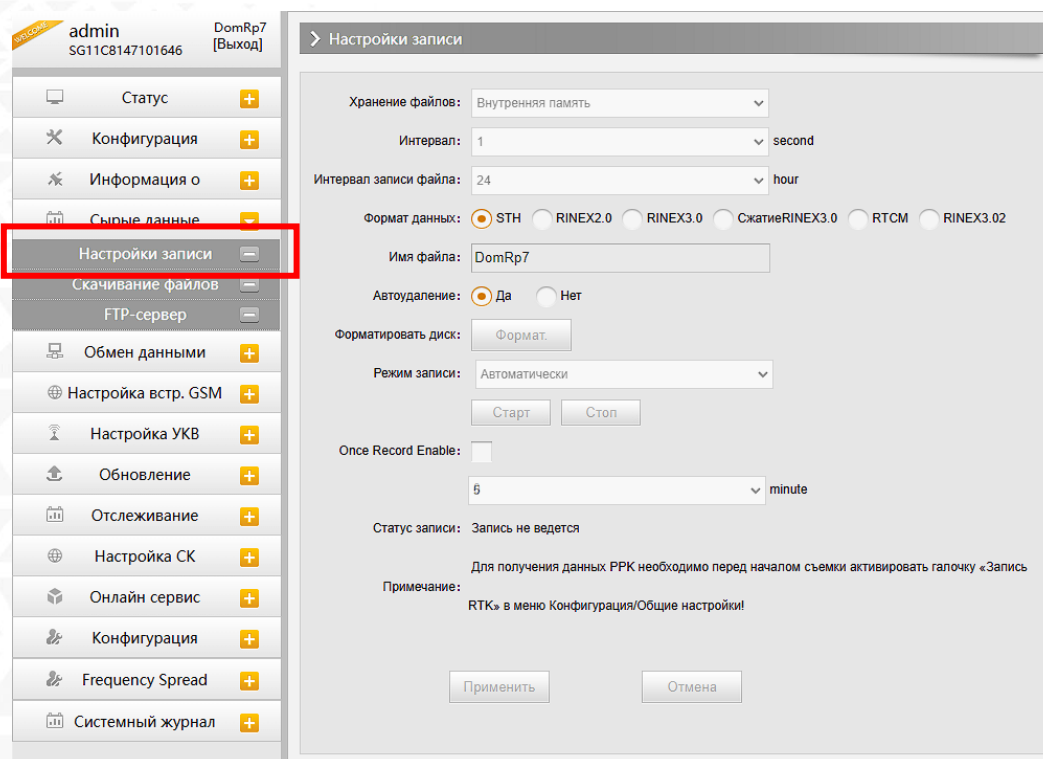 WELCOME
admin
DomRp7
SG11C8147101646
[Выход]
Статус
Конфигурация
Информация о
Сырые данные
Настройки записи
Скачивание файлов
FTP-сервер
Обмен данными
Настройка встр. GSM
Настройка УКВ
Обновление
Отслеживание
Настройка СК
Онлайн сервис
Конфигурация
Frequency Spread
Системный журнал
Настройки записи
Хранение файлов: Внутренняя память
Интервал: 1 second
Интервал записи файла: 24 hour
Формат данных: STH RINEX2.0 RINEX3.0 СжатиеRINEX3.0 RTCM RINEX3.02
Имя файла: DomRp7
Автоудаление: Да Нет
Форматировать диск: Формат.
Режим записи: Автоматически
Старт Стоп
Once Record Enable:
minute
Статус записи: Запись не ведется
Для получения данных PPK необходимо перед началом съемки активировать галочку «Запись
Примечание:
RTK» в меню Конфигурация/Общие настройки!
Применить Отмена